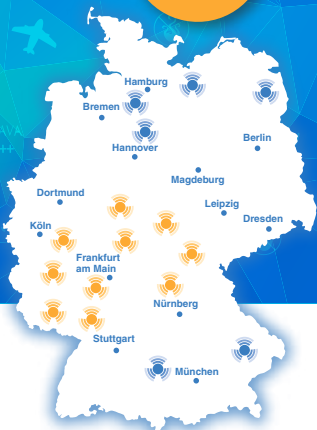 Hamburg
Bremen
Berlin
Hannover
Magdeburg
Dortmund
Leipzig
Dresden
Köln
Frankfurt
am Main
Nürnberg
Stuttgart
München